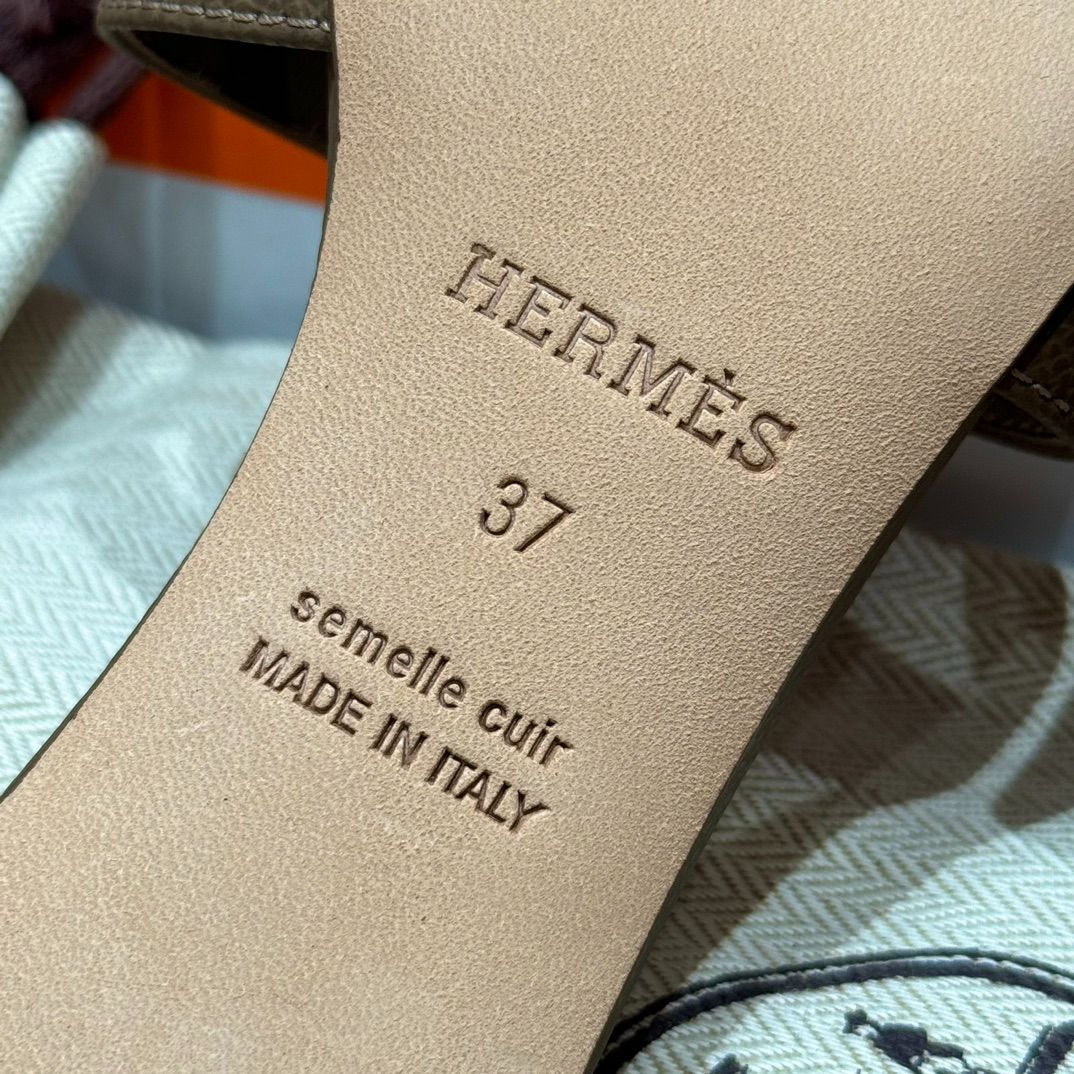 HERMÈS
37
semelle cuir
MADE IN ITALY